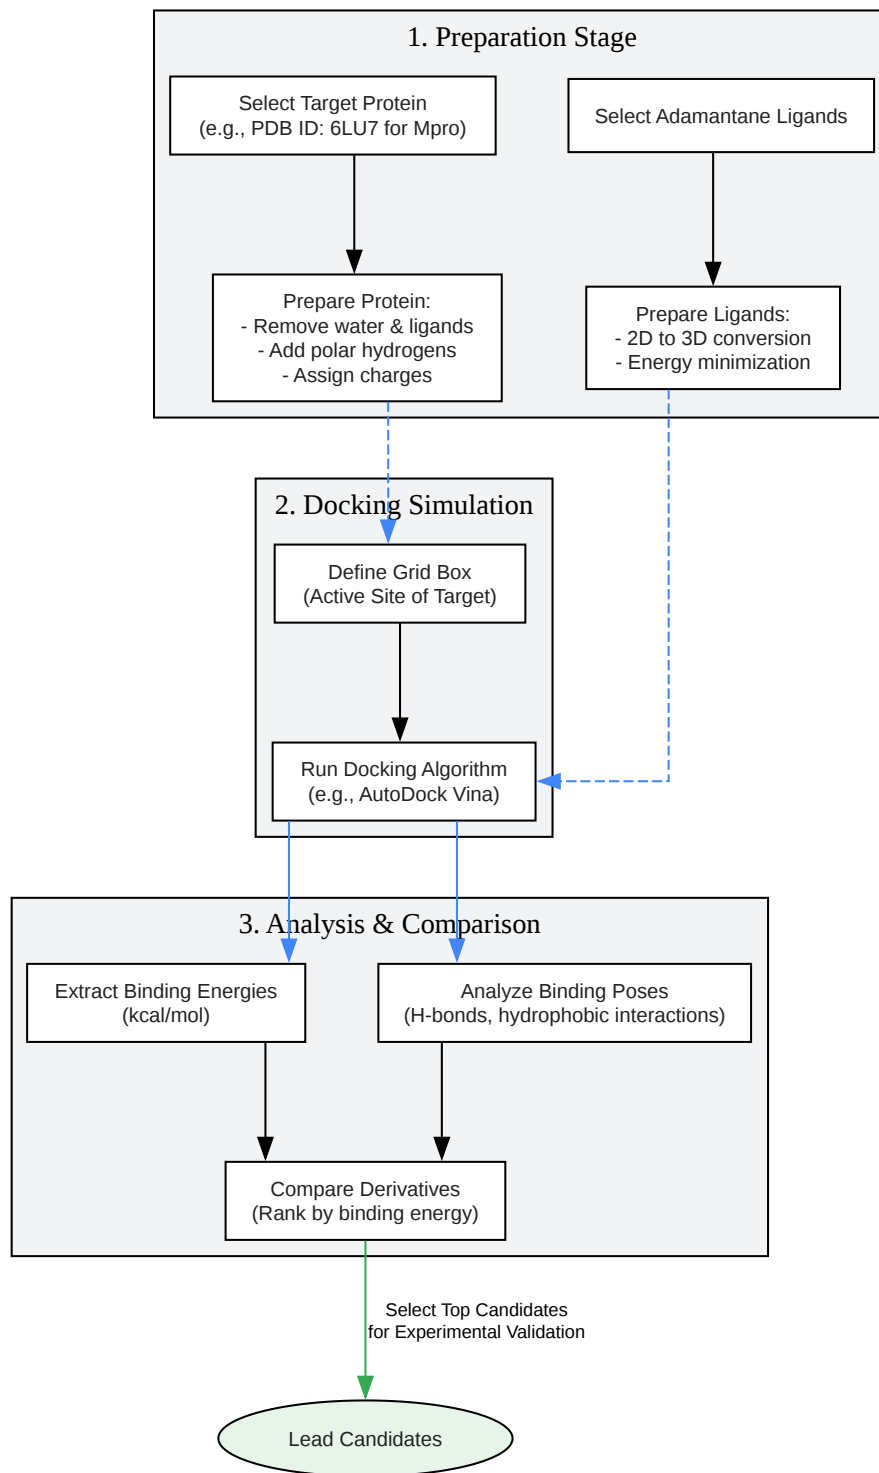 1. Preparation Stage
Select Target Protein
(e.g., PDB ID: 6LU7 for Mpro)
Select Adamantane Ligands
Prepare Protein:
- Remove water & ligands
- Add polar hydrogens
- Assign charges
Prepare Ligands:
- 2D to 3D conversion
- Energy minimization
2. Docking Simulation
Define Grid Box
(Active Site of Target)
Run Docking Algorithm
(e.g., AutoDock Vina)
3. Analysis & Comparison
Extract Binding Energies
(kcal/mol)
Analyze Binding Poses
(H-bonds, hydrophobic interactions)
Compare Derivatives
(Rank by binding energy)
Select Top Candidates
for Experimental Validation
Lead Candidates